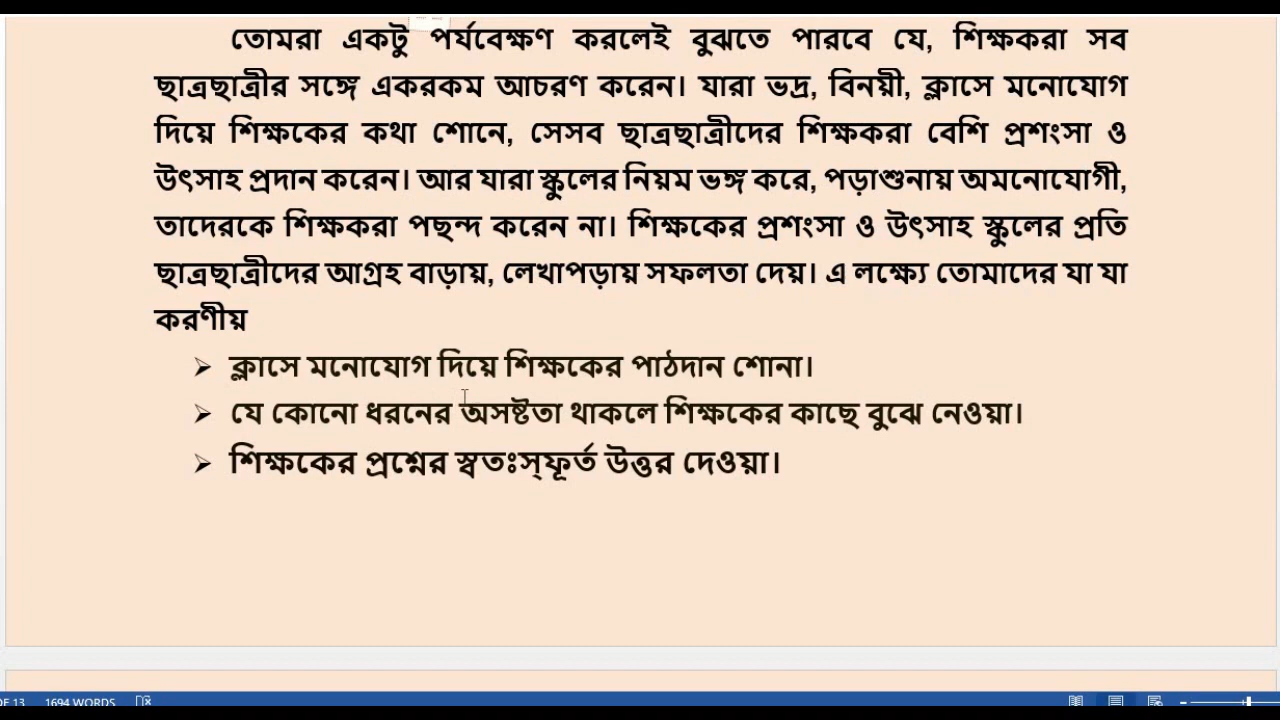 তোমরা একটু পর্যবেক্ষণ করলেই বুঝতে পারবে যে, শিক্ষকরা সব
ছাত্রছাত্রীর সঙ্গে একরকম আচরণ করেন। যারা ভদ্র, বিনয়ী, ক্লাসে মনোযোগ
দিয়ে শিক্ষকের কথা শোনে, সেসব ছাত্রছাত্রীদের শিক্ষকরা বেশি প্রশংসা ও
উৎসাহ প্রদান করেন। আর যারা স্কুলের নিয়ম ভঙ্গ করে, পড়াশুনায় অমনোযোগী,
তাদেরকে শিক্ষকরা পছন্দ করেন না। শিক্ষকের প্রশংসা ও উৎসাহ স্কুলের প্রতি
ছাত্রছাত্রীদের আগ্রহ বাড়ায়, লেখাপড়ায় সফলতা দেয়। এ লক্ষ্যে তোমাদের যা যা
করণীয়
➢ ক্লাসে মনোযোগ দিয়ে শিক্ষকের পাঠদান শোনা।
➢ যে কোনো ধরনের অসষ্টতা থাকলে শিক্ষকের কাছে বুঝে নেওয়া।
➢ শিক্ষকের প্রশ্নের স্বতঃস্ফূর্ত উত্তর দেওয়া।
OF 13 1694 WORDS